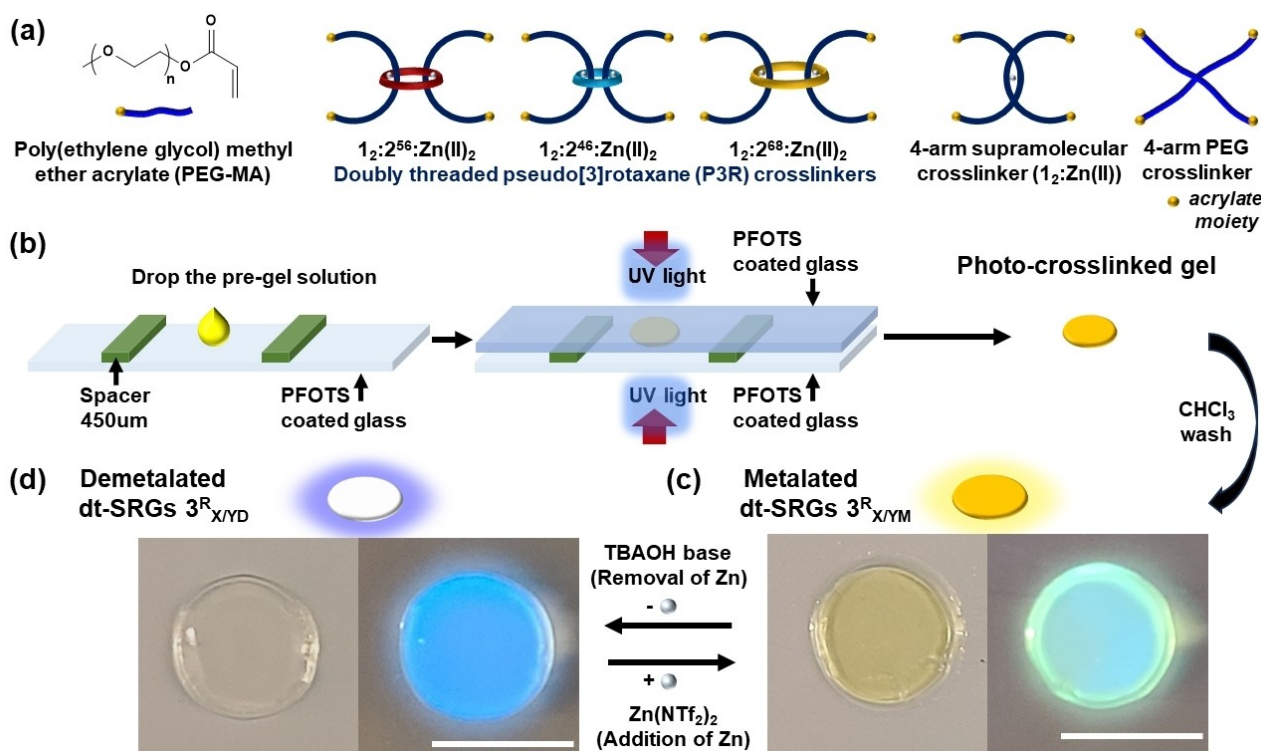 (a)
O
O
O
n
Poly(ethylene glycol) methyl
ether acrylate (PEG-MA)
1₂:2⁵⁶:Zn(II)₂
1₂:2⁴⁶:Zn(II)₂
1₂:2⁶⁸:Zn(II)₂
Doubly threaded pseudo[3]rotaxane (P3R) crosslinkers
4-arm supramolecular
crosslinker (1₂:Zn(II))
4-arm PEG
crosslinker
acrylate
moiety
(b)
Drop the pre-gel solution
Spacer
450um
PFOTS
coated glass
UV light
PFOTS
coated glass
UV light
PFOTS
coated glass
Photo-crosslinked gel
CHCl₃
wash
(d)
Demetalated
dt-SRGs 3ᴿX/YD
(c)
Metalated
dt-SRGs 3ᴿX/YM
TBAOH base
(Removal of Zn)
-
+
Zn(NTf₂)₂
(Addition of Zn)